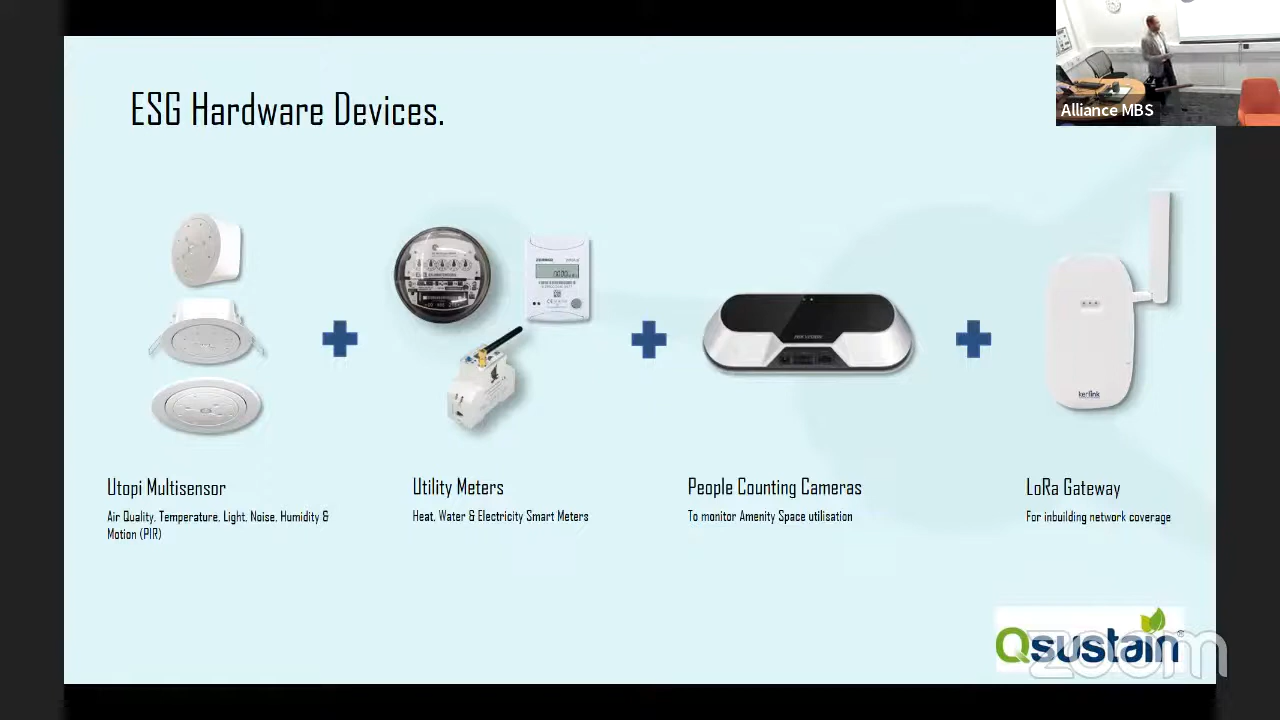 ESG Hardware Devices.
Alliance MBS
kerlink
Utopi Multisensor
Air Quality, Temperature, Light, Noise, Humidity &
Motion (PIR)
Utility Meters
Heat, Water & Electricity Smart Meters
People Counting Cameras
To monitor Amenity Space utilisation
LoRa Gateway
For inbuilding network coverage
Qsustain
zoom